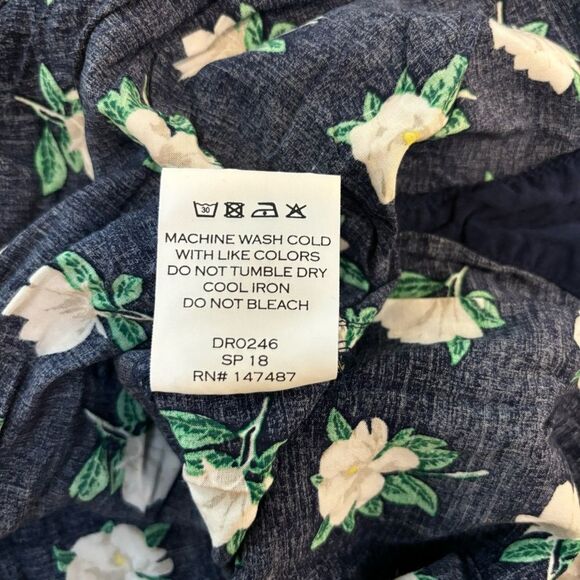 30
MACHINE WASH COLD
WITH LIKE COLORS
DO NOT TUMBLE DRY
COOL IRON
DO NOT BLEACH
DR0246
SP 18
RN# 147487